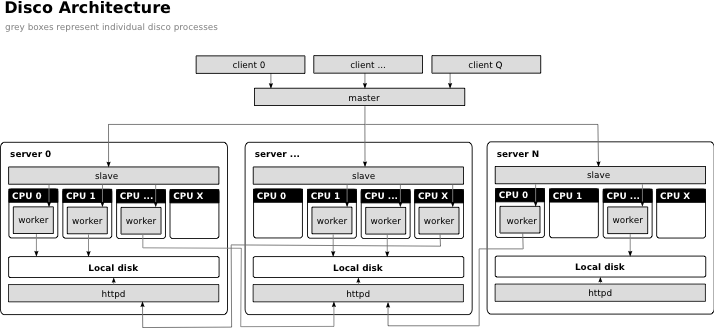 Disco Architecture
grey boxes represent individual disco processes
client 0 client ... client Q
master
server 0 server ... server N
slave slave slave
CPU 0 CPU 1 CPU ... CPU X CPU 0 CPU 1 CPU ... CPU X CPU 0 CPU 1 CPU ... CPU X
worker worker worker worker worker worker worker worker
Local disk Local disk Local disk
httpd httpd httpd